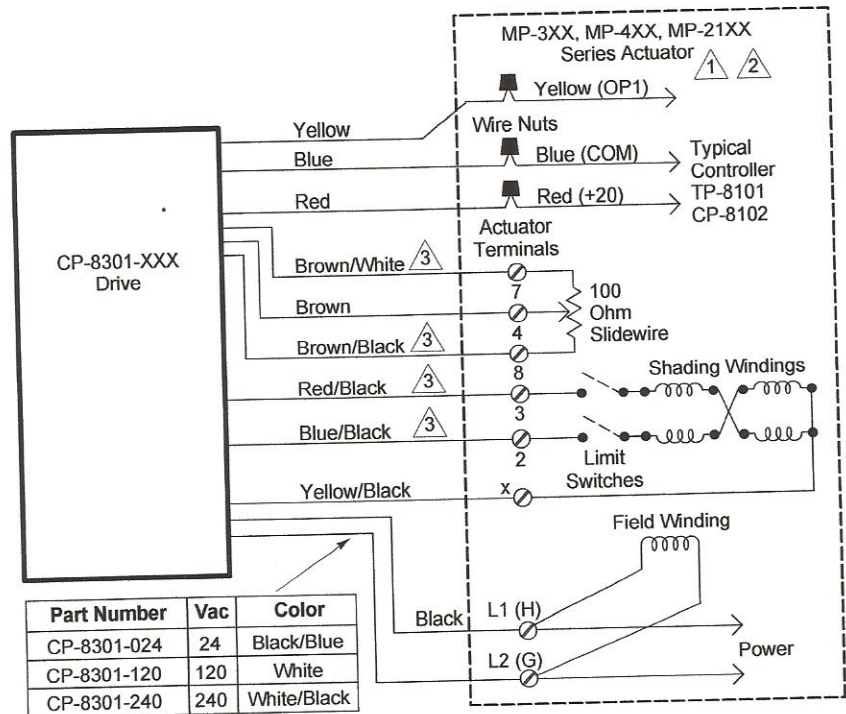 MP-3XX, MP-4XX, MP-21XX
Series Actuator
1 2
Yellow (OP1)
Yellow
Wire Nuts
Blue
Blue (COM)
Typical
Controller
TP-8101
CP-8102
Red
Red (+20)
Actuator
Terminals
CP-8301-XXX
Drive
Brown/White 3
7
100
Ohm
Slidewire
Brown
4
Brown/Black 3
8
Shading Windings
Red/Black 3
3
Blue/Black 3
2
Limit
Switches
Yellow/Black
x
Field Winding
Part Number Vac Color
CP-8301-024 24 Black/Blue
CP-8301-120 120 White
CP-8301-240 240 White/Black
Black
L1 (H)
L2 (G)
Power